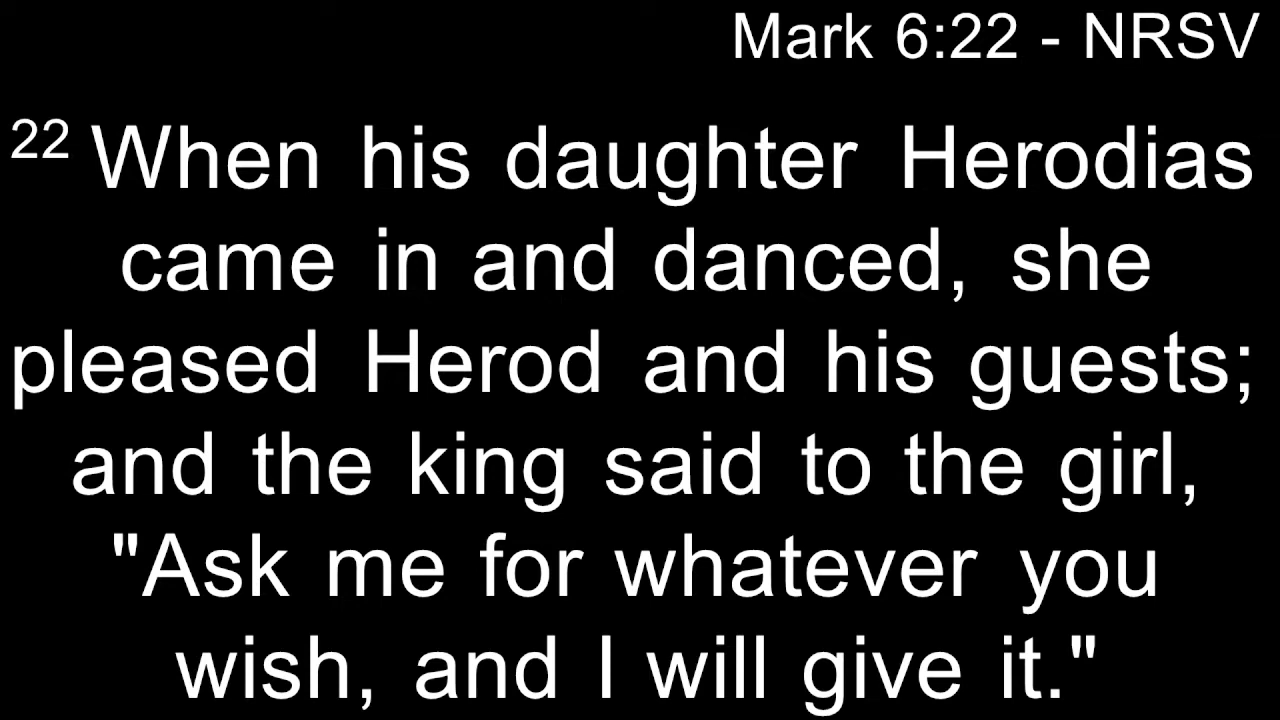 Mark 6:22 - NRSV
22 When his daughter Herodias
came in and danced, she
pleased Herod and his guests;
and the king said to the girl,
"Ask me for whatever you
wish, and I will give it."